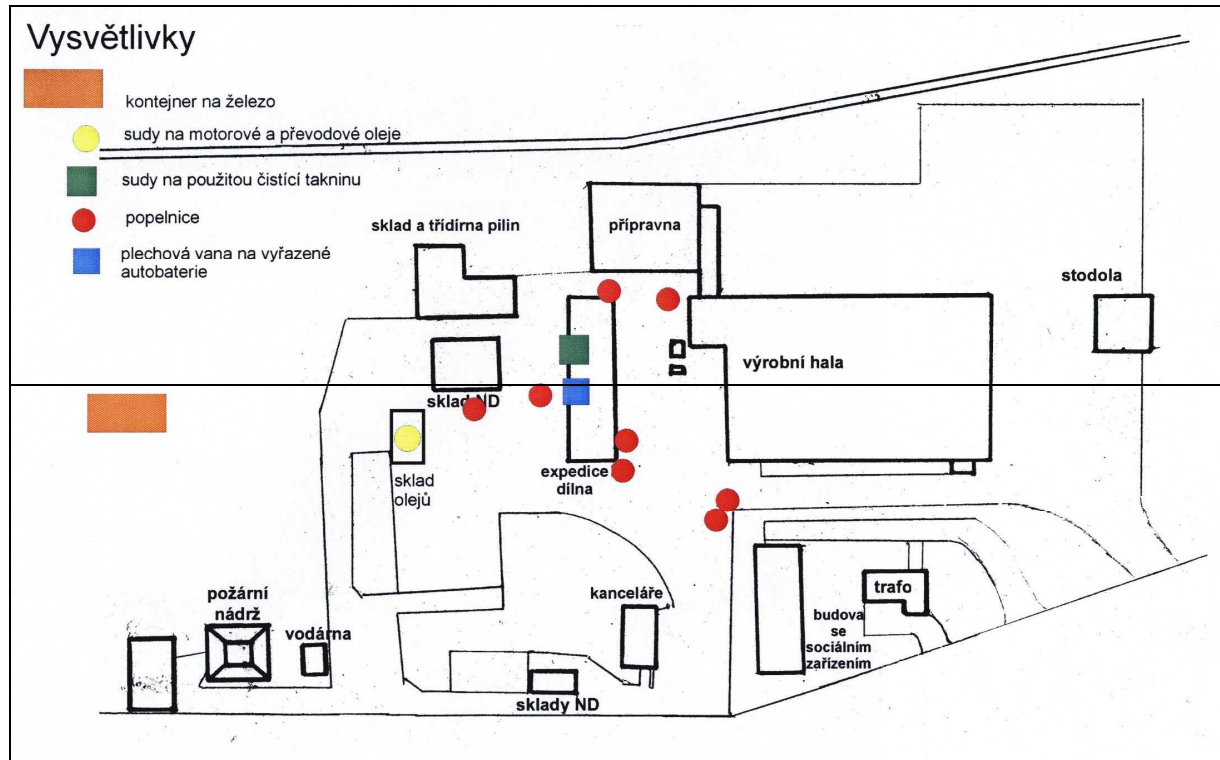 Vysvětlivky
kontejner na železo
sudy na motorové a převodové oleje
sudy na použitou čistící takninu
popelnice
plechová vana na vyřazené
autobaterie
sklad a třídírna pilin
přípravna
stodola
výrobní hala
sklad ND
sklad
olejů
expedice
dílna
požární
nádrž
vodárna
kanceláře
sklady ND
trafo
budova
se
sociálním
zařízením